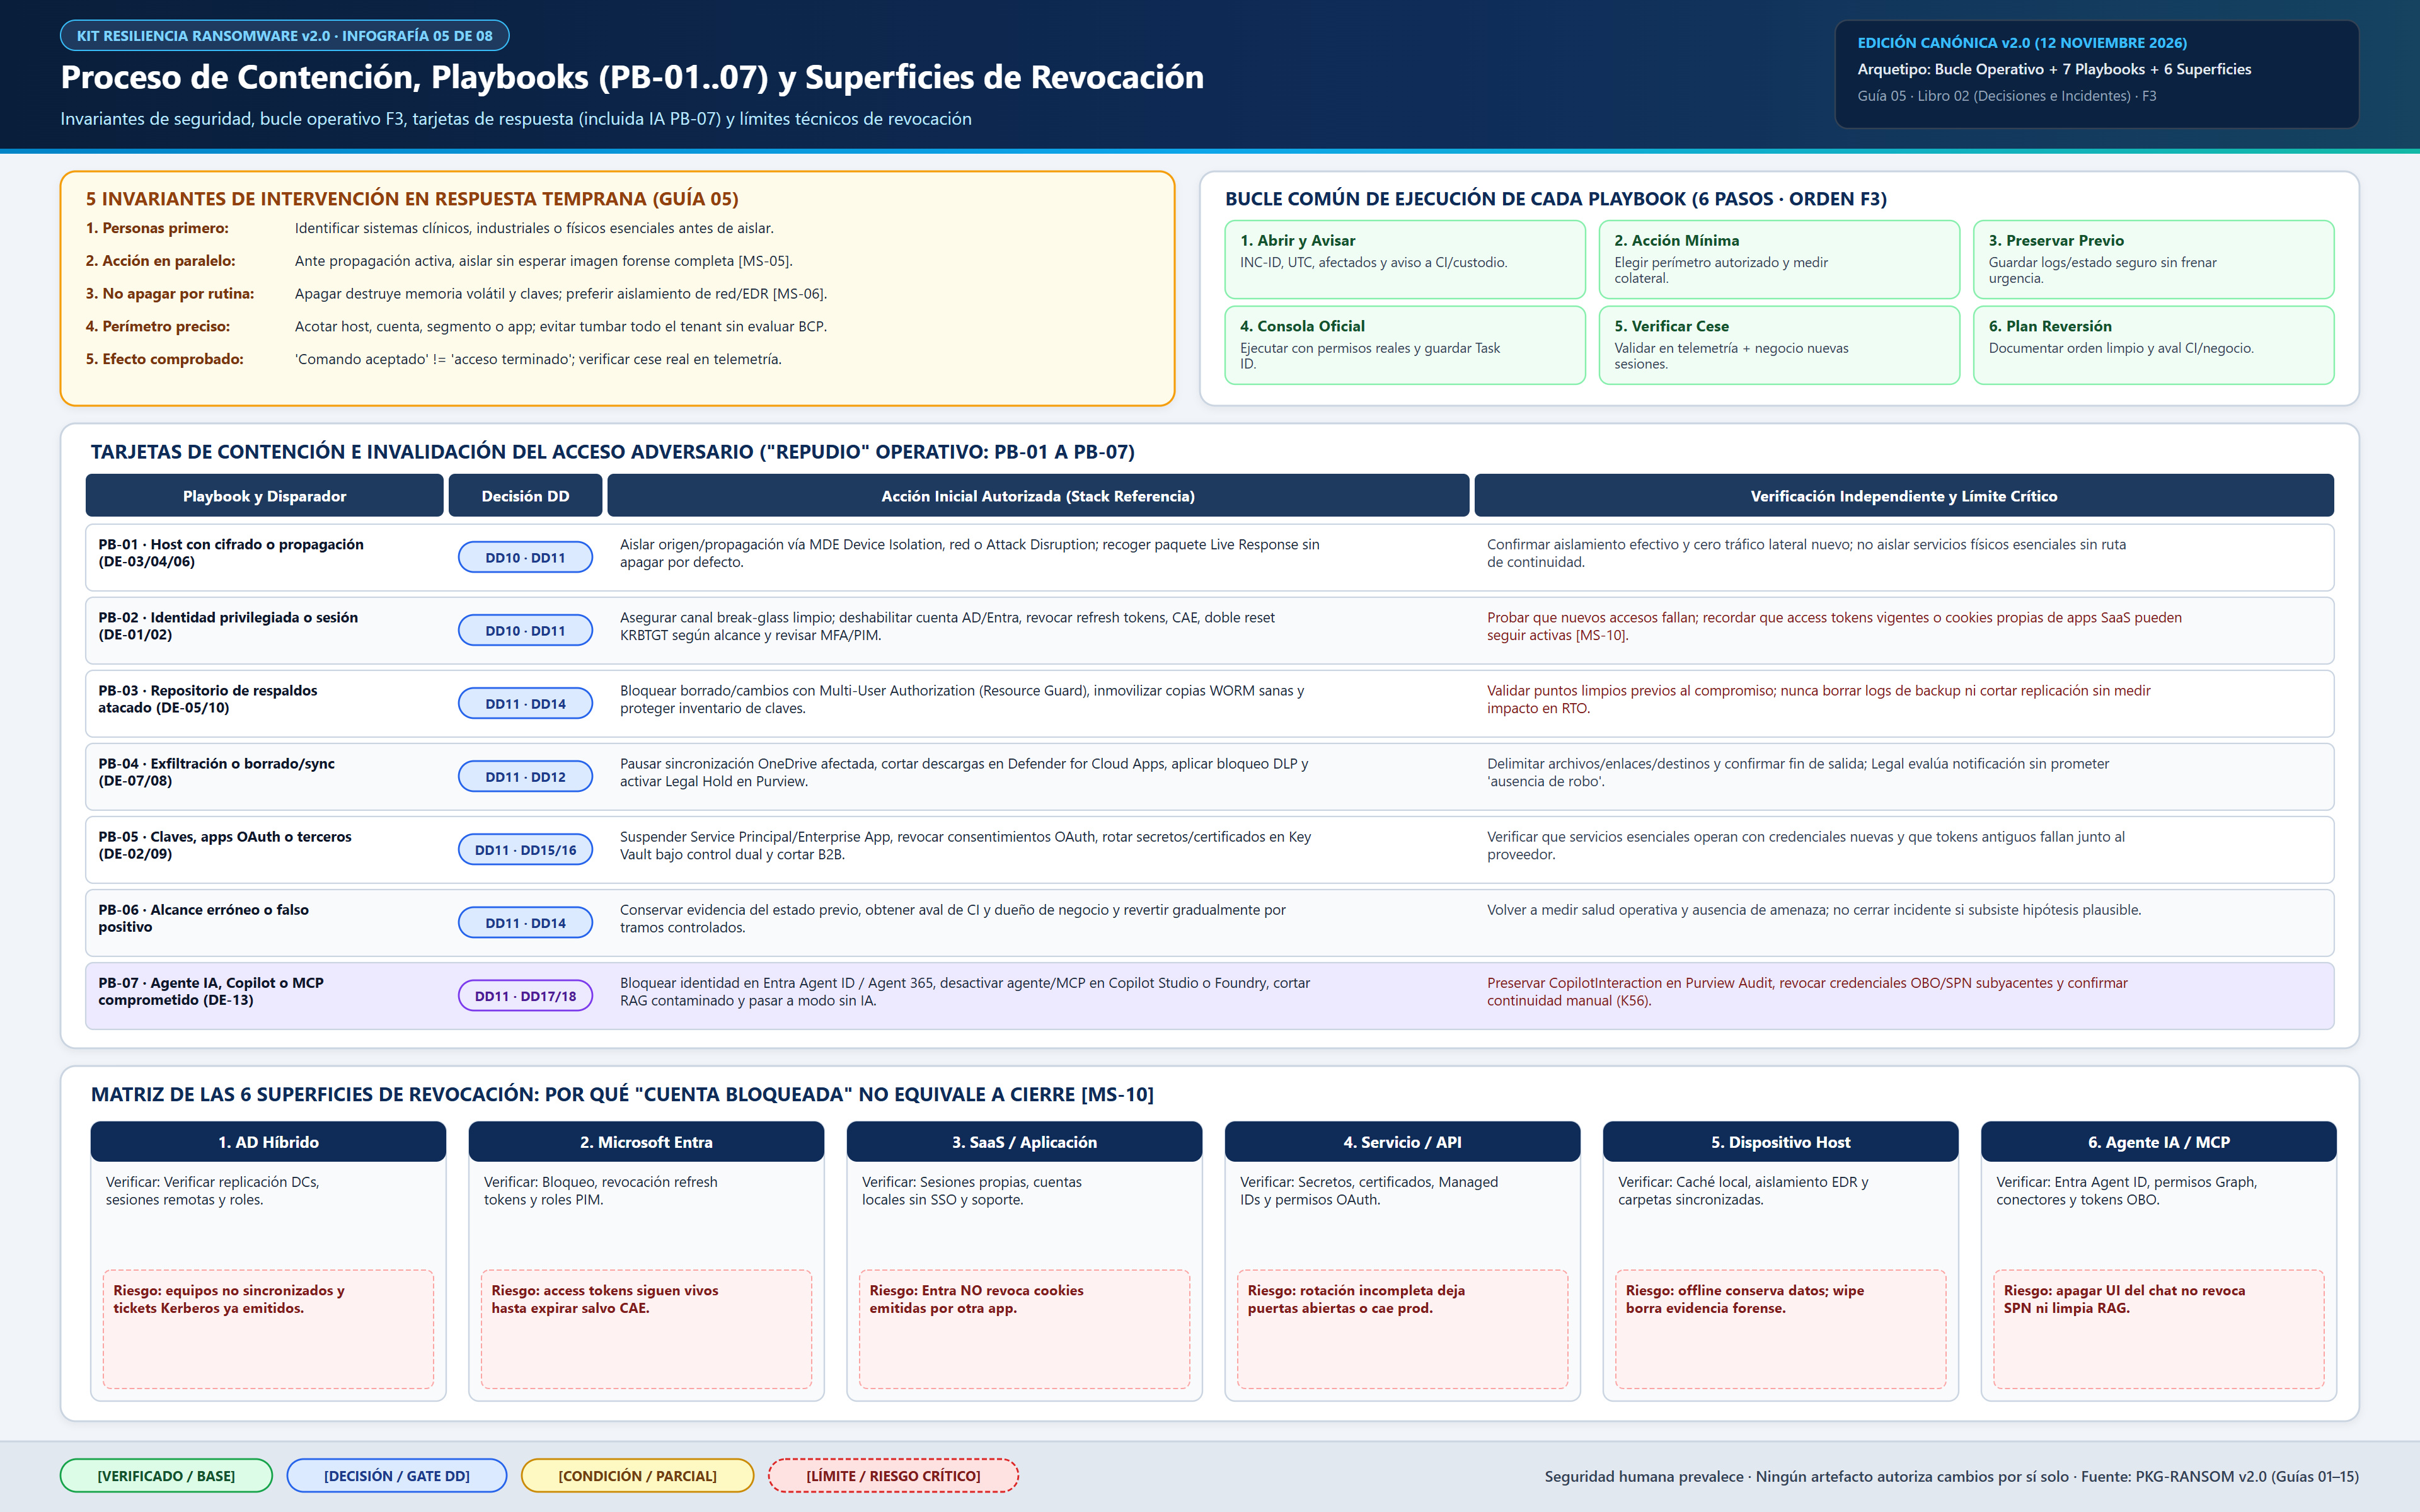 KIT RESILIENCIA RANSOMWARE v2.0 · INFOGRAFÍA 05 DE 08
Proceso de Contención, Playbooks (PB-01..07) y Superficies de Revocación
Invariantes de seguridad, bucle operativo F3, tarjetas de respuesta (incluida IA PB-07) y límites técnicos de revocación
EDICIÓN CANÓNICA v2.0 (12 NOVIEMBRE 2026)
Arquetipo: Bucle Operativo + 7 Playbooks + 6 Superficies
Guía 05 · Libro 02 (Decisiones e Incidentes) · F3
5 INVARIANTES DE INTERVENCIÓN EN RESPUESTA TEMPRANA (GUÍA 05)
1. Personas primero: Identificar sistemas clínicos, industriales o físicos esenciales antes de aislar.
2. Acción en paralelo: Ante propagación activa, aislar sin esperar imagen forense completa [MS-05].
3. No apagar por rutina: Apagar destruye memoria volátil y claves; preferir aislamiento de red/EDR [MS-06].
4. Perímetro preciso: Acotar host, cuenta, segmento o app; evitar tumbar todo el tenant sin evaluar BCP.
5. Efecto comprobado: 'Comando aceptado' != 'acceso terminado'; verificar cese real en telemetría.
BUCLE COMÚN DE EJECUCIÓN DE CADA PLAYBOOK (6 PASOS · ORDEN F3)
1. Abrir y Avisar
INC-ID, UTC, afectados y aviso a CI/custodio.
2. Acción Mínima
Elegir perímetro autorizado y medir
colateral.
3. Preservar Previo
Guardar logs/estado seguro sin frenar
urgencia.
4. Consola Oficial
Ejecutar con permisos reales y guardar Task
ID.
5. Verificar Cese
Validar en telemetría + negocio nuevas
sesiones.
6. Plan Reversión
Documentar orden limpio y aval CI/negocio.
TARJETAS DE CONTENCIÓN E INVALIDACIÓN DEL ACCESO ADVERSARIO ("REPUDIO" OPERATIVO: PB-01 A PB-07)
Playbook y Disparador
Decisión DD
Acción Inicial Autorizada (Stack Referencia)
Verificación Independiente y Límite Crítico
PB-01 · Host con cifrado o propagación
(DE-03/04/06)
DD10 · DD11
Aislar origen/propagación vía MDE Device Isolation, red o Attack Disruption; recoger paquete Live Response sin
apagar por defecto.
Confirmar aislamiento efectivo y cero tráfico lateral nuevo; no aislar servicios físicos esenciales sin ruta
de continuidad.
PB-02 · Identidad privilegiada o sesión
(DE-01/02)
DD10 · DD11
Asegurar canal break-glass limpio; deshabilitar cuenta AD/Entra, revocar refresh tokens, CAE, doble reset
KRBTGT según alcance y revisar MFA/PIM.
Probar que nuevos accesos fallan; recordar que access tokens vigentes o cookies propias de apps SaaS pueden
seguir activas [MS-10].
PB-03 · Repositorio de respaldos
atacado (DE-05/10)
DD11 · DD14
Bloquear borrado/cambios con Multi-User Authorization (Resource Guard), inmovilizar copias WORM sanas y
proteger inventario de claves.
Validar puntos limpios previos al compromiso; nunca borrar logs de backup ni cortar replicación sin medir
impacto en RTO.
PB-04 · Exfiltración o borrado/sync
(DE-07/08)
DD11 · DD12
Pausar sincronización OneDrive afectada, cortar descargas en Defender for Cloud Apps, aplicar bloqueo DLP y
activar Legal Hold en Purview.
Delimitar archivos/enlaces/destinos y confirmar fin de salida; Legal evalúa notificación sin prometer
'ausencia de robo'.
PB-05 · Claves, apps OAuth o terceros
(DE-02/09)
DD11 · DD15/16
Suspender Service Principal/Enterprise App, revocar consentimientos OAuth, rotar secretos/certificados en Key
Vault bajo control dual y cortar B2B.
Verificar que servicios esenciales operan con credenciales nuevas y que tokens antiguos fallan junto al
proveedor.
PB-06 · Alcance erróneo o falso
positivo
DD11 · DD14
Conservar evidencia del estado previo, obtener aval de CI y dueño de negocio y revertir gradualmente por
tramos controlados.
Volver a medir salud operativa y ausencia de amenaza; no cerrar incidente si subsiste hipótesis plausible.
PB-07 · Agente IA, Copilot o MCP
comprometido (DE-13)
DD11 · DD17/18
Bloquear identidad en Entra Agent ID / Agent 365, desactivar agente/MCP en Copilot Studio o Foundry, cortar
RAG contaminado y pasar a modo sin IA.
Preservar CopilotInteraction en Purview Audit, revocar credenciales OBO/SPN subyacentes y confirmar
continuidad manual (K56).
MATRIZ DE LAS 6 SUPERFICIES DE REVOCACIÓN: POR QUÉ "CUENTA BLOQUEADA" NO EQUIVALE A CIERRE [MS-10]
1. AD Híbrido
Verificar: Verificar replicación DCs,
sesiones remotas y roles.
Riesgo: equipos no sincronizados y
tickets Kerberos ya emitidos.
2. Microsoft Entra
Verificar: Bloqueo, revocación refresh
tokens y roles PIM.
Riesgo: access tokens siguen vivos
hasta expirar salvo CAE.
3. SaaS / Aplicación
Verificar: Sesiones propias, cuentas
locales sin SSO y soporte.
Riesgo: Entra NO revoca cookies
emitidas por otra app.
4. Servicio / API
Verificar: Secretos, certificados, Managed
IDs y permisos OAuth.
Riesgo: rotación incompleta deja
puertas abiertas o cae prod.
5. Dispositivo Host
Verificar: Caché local, aislamiento EDR y
carpetas sincronizadas.
Riesgo: offline conserva datos; wipe
borra evidencia forense.
6. Agente IA / MCP
Verificar: Entra Agent ID, permisos Graph,
conectores y tokens OBO.
Riesgo: apagar UI del chat no revoca
SPN ni limpia RAG.
[VERIFICADO / BASE]
[DECISIÓN / GATE DD]
[CONDICIÓN / PARCIAL]
[LÍMITE / RIESGO CRÍTICO]
Seguridad humana prevalece · Ningún artefacto autoriza cambios por sí solo · Fuente: PKG-RANSOM v2.0 (Guías 01–15)